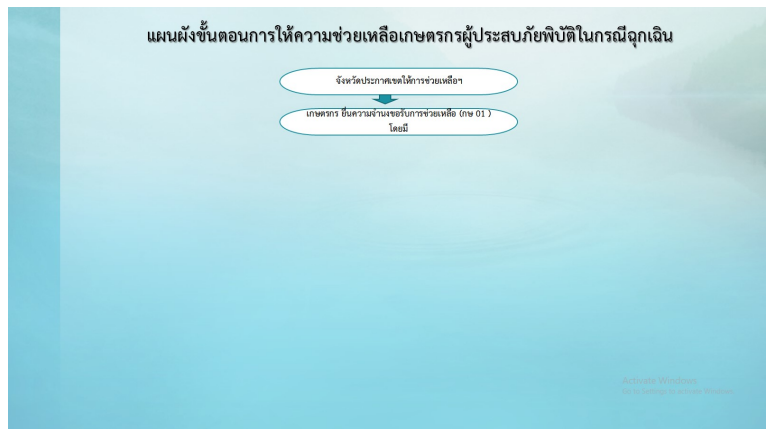 แผนผังขั้นตอนการให้ความช่วยเหลือเกษตรกรผู้ประสบภัยพิบัติในกรณีฉุกเฉิน
จังหวัดประกาศเขตให้การช่วยเหลือฯ
เกษตรกร ยื่นความจำนงขอรับการช่วยเหลือ (กษ 01 )
โดยมี
Activate Windows